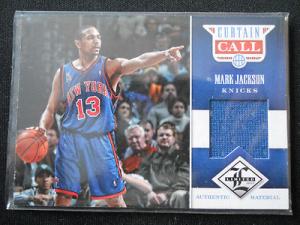 CURTAIN
CALL
MARK JACKSON
KNICKS
NEW YORK
13
L
LIMITED
AUTHENTIC MATERIAL